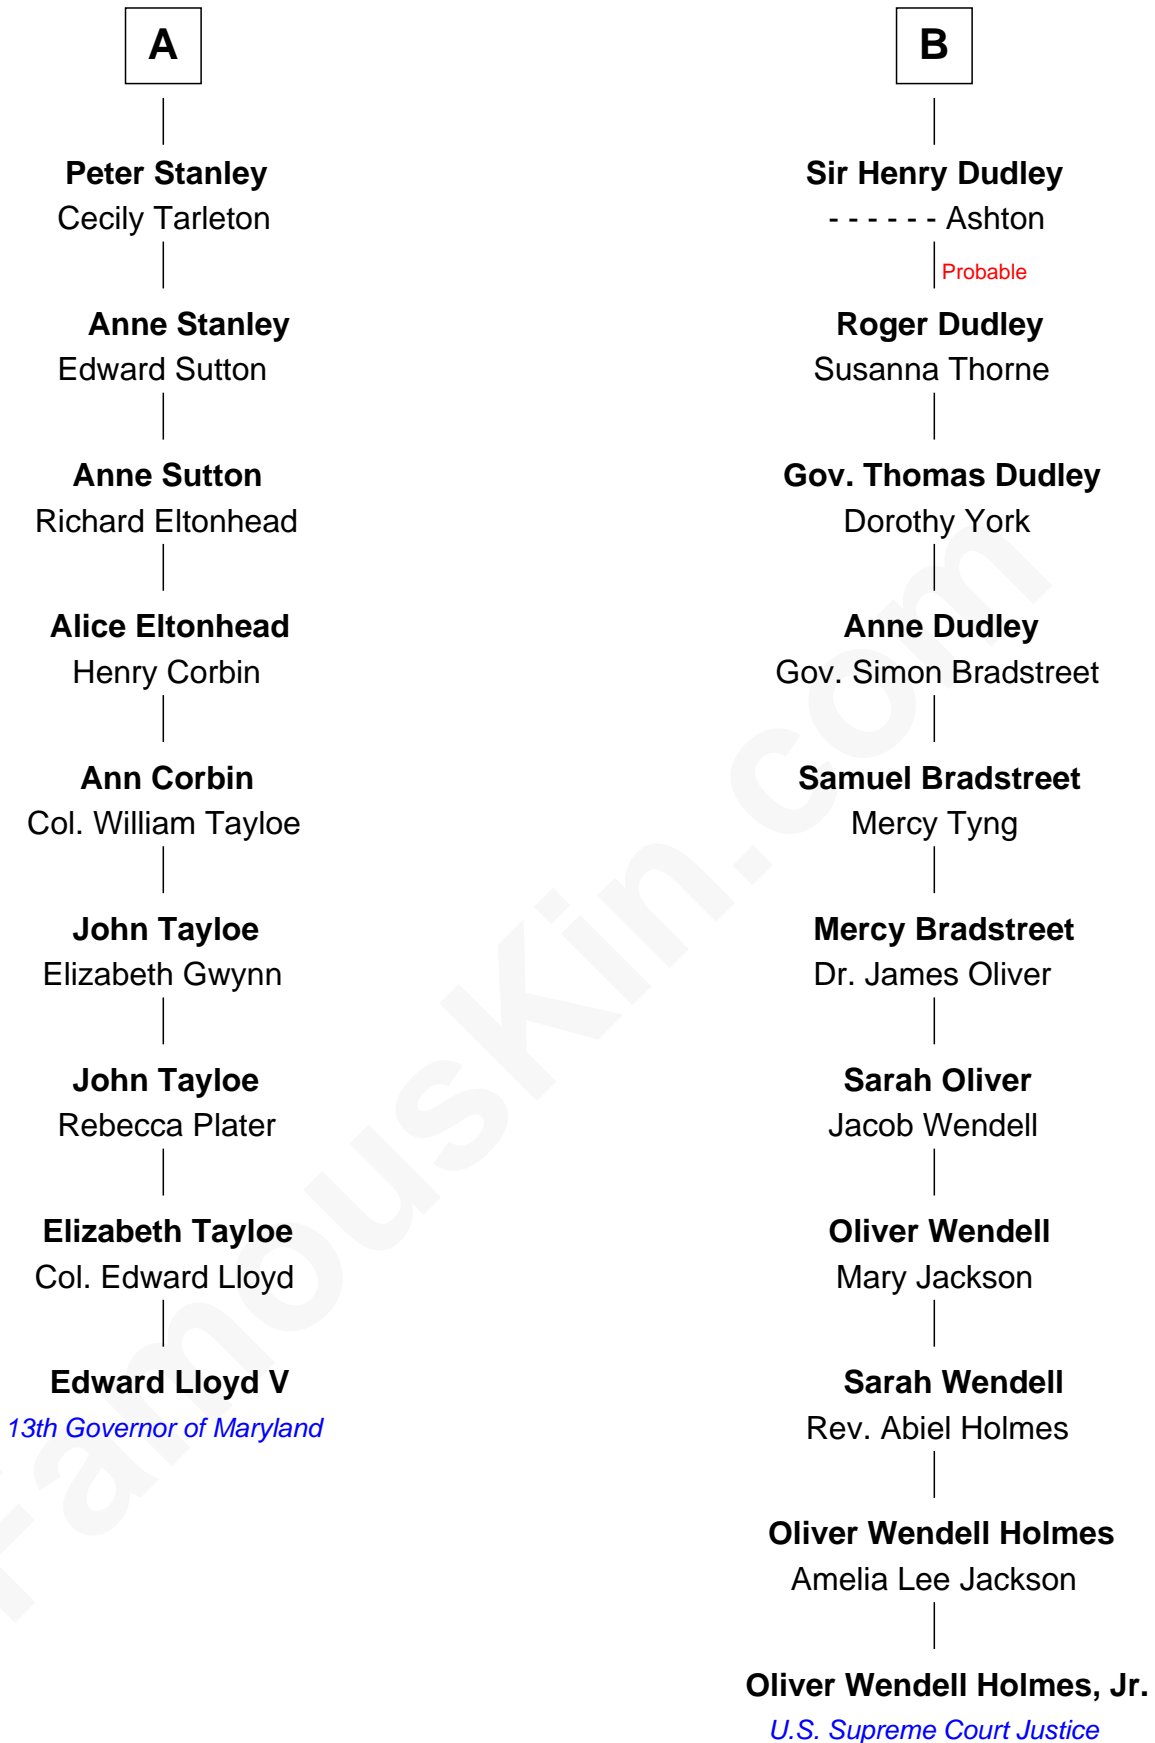 A
Peter Stanley
Cecily Tarleton
Anne Stanley
Edward Sutton
Anne Sutton
Richard Eltonhead
Alice Eltonhead
Henry Corbin
Ann Corbin
Col. William Tayloe
John Tayloe
Elizabeth Gwynn
John Tayloe
Rebecca Plater
Elizabeth Tayloe
Col. Edward Lloyd
Edward Lloyd V
13th Governor of Maryland
B
Sir Henry Dudley
- - - - - - Ashton
Probable
Roger Dudley
Susanna Thorne
Gov. Thomas Dudley
Dorothy York
Anne Dudley
Gov. Simon Bradstreet
Samuel Bradstreet
Mercy Tyng
Mercy Bradstreet
Dr. James Oliver
Sarah Oliver
Jacob Wendell
Oliver Wendell
Mary Jackson
Sarah Wendell
Rev. Abiel Holmes
Oliver Wendell Holmes
Amelia Lee Jackson
Oliver Wendell Holmes, Jr.
U.S. Supreme Court Justice
FamousKin.com